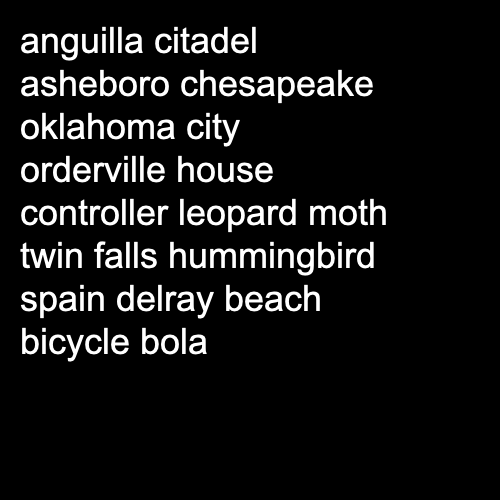 anguilla citadel
asheboro chesapeake
oklahoma city
orderville house
controller leopard moth
twin falls hummingbird
spain delray beach
bicycle bola